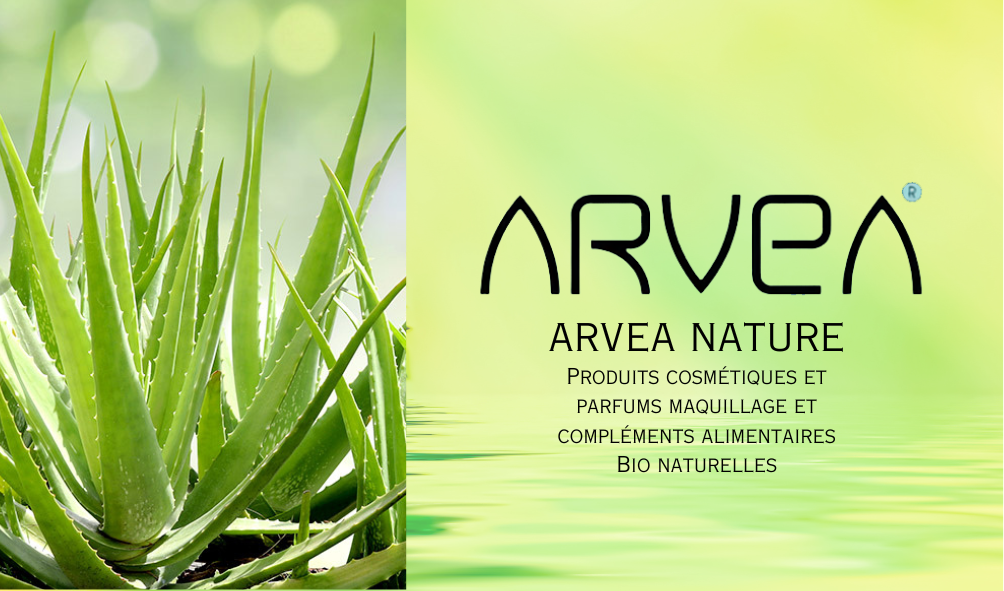 ARVEA®
ARVEA NATURE
Produits cosmétiques et
parfums maquillage et
compléments alimentaires
Bio naturelles